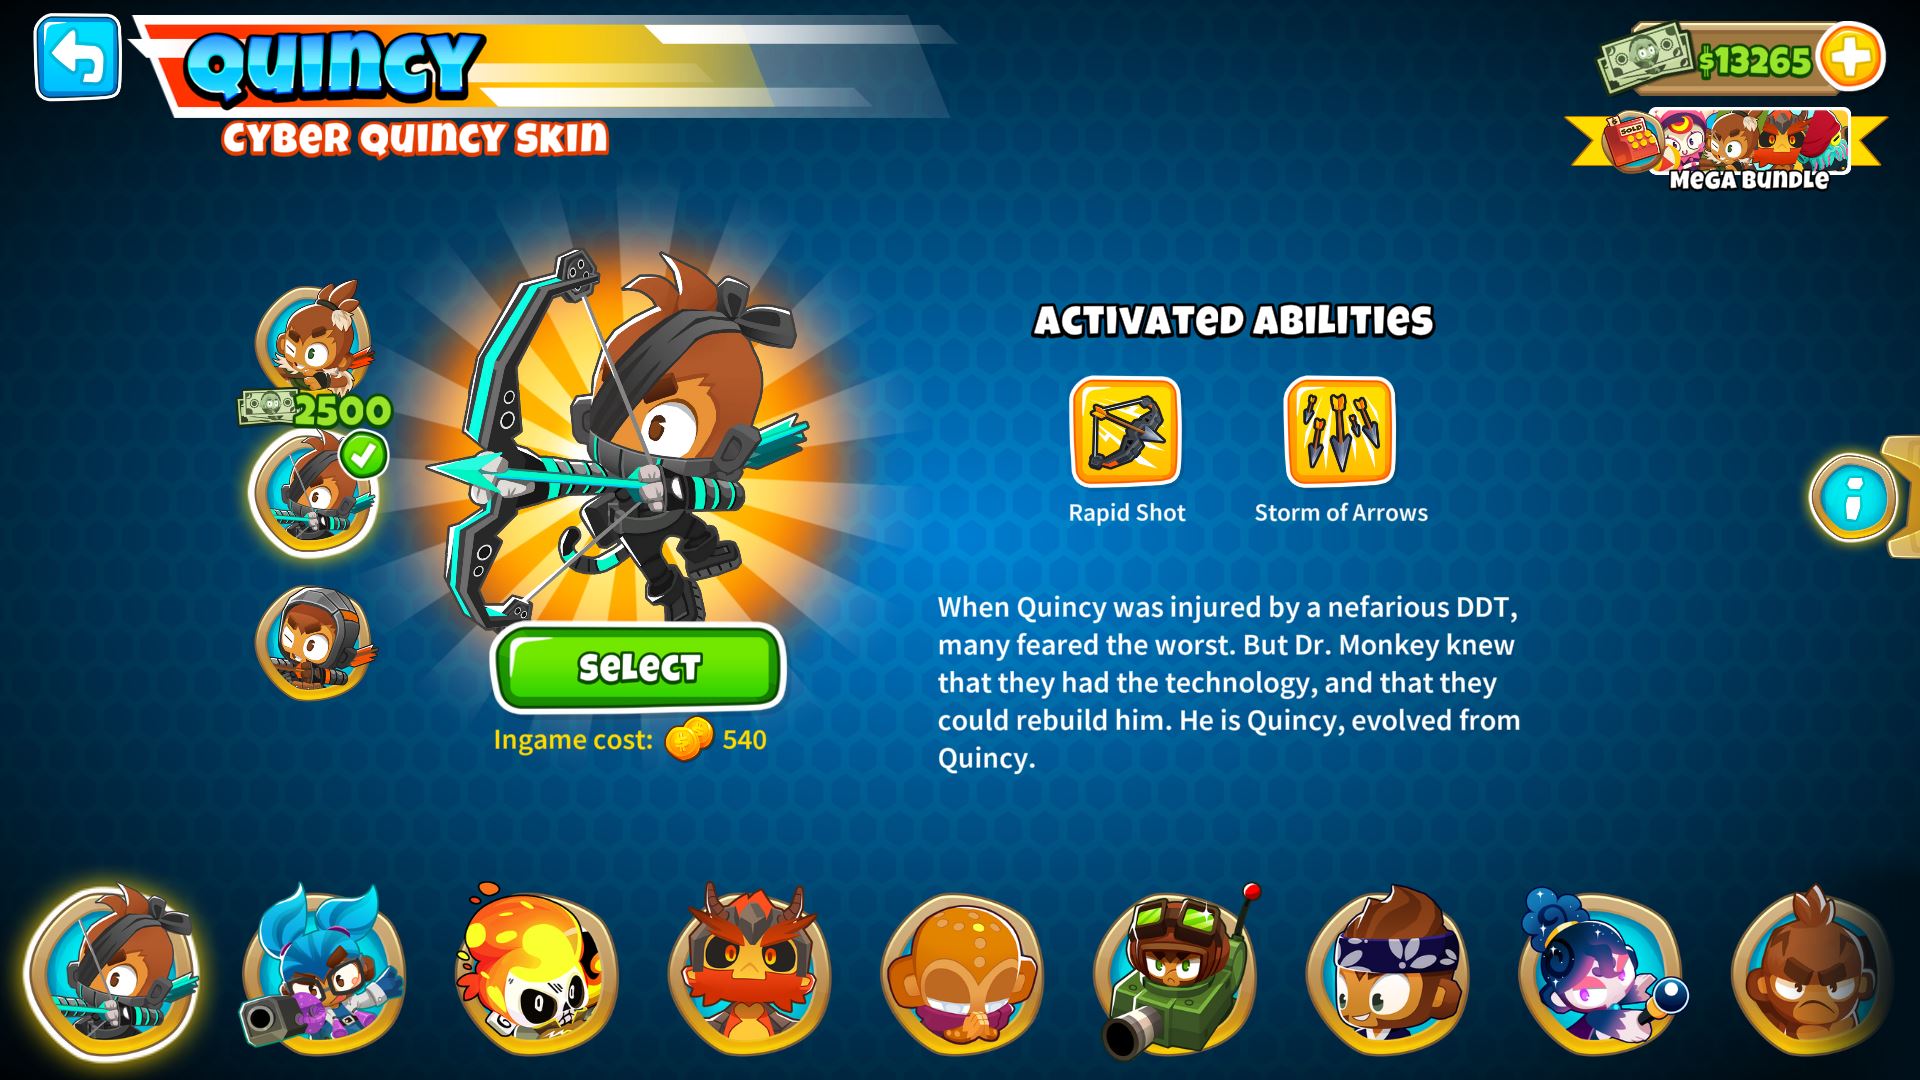 QUINCY
CYBER QUINCY SKIN
$13265
SOLD
MEGA BUNDLE
2500
ACTIVATED ABILITIES
Rapid Shot
Storm of Arrows
SELECT
Ingame cost: 540
When Quincy was injured by a nefarious DDT,
many feared the worst. But Dr. Monkey knew
that they had the technology, and that they
could rebuild him. He is Quincy, evolved from
Quincy.